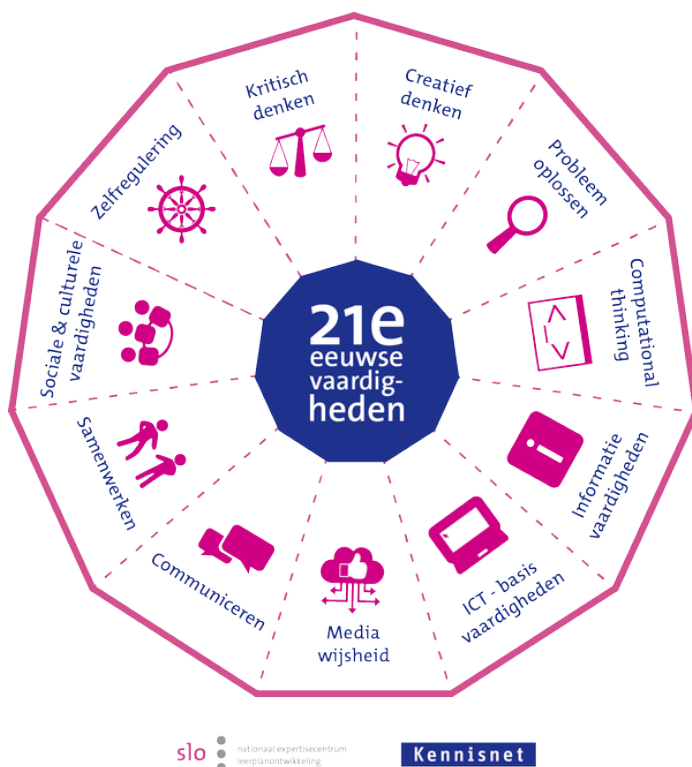 Kritisch
denken
Creatief
denken
Probleem
oplossen
Computational
thinking
Informatie
vaardigheden
ICT - basis
vaardigheden
Media
wijsheid
Communiceren
Samenwerken
Sociale & culturele
vaardigheden
Zelfregulering
21e
eeuwse
vaardig-
heden
slo
nationaal expertisecentrum
leerplanontwikkeling
Kennisnet